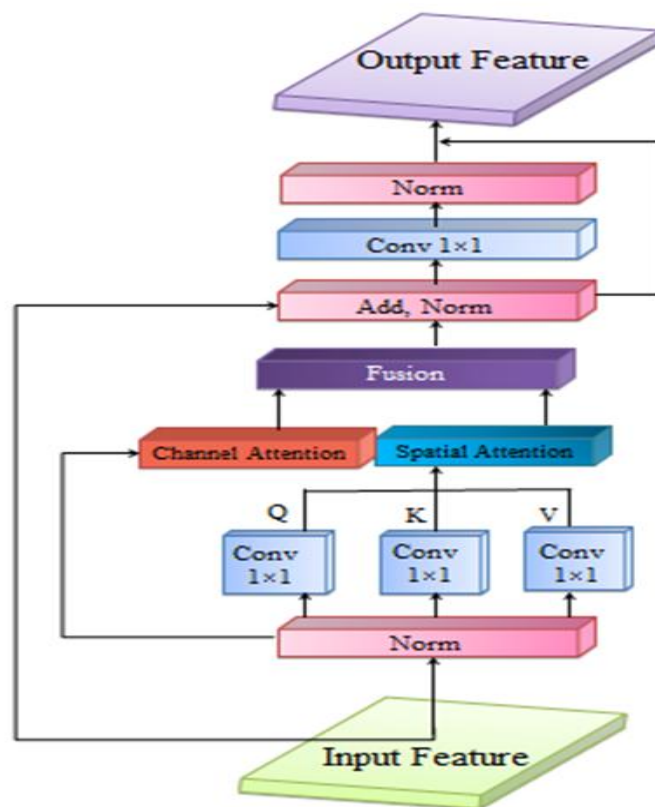 Output Feature
Norm
Conv 1×1
Add, Norm
Fusion
Channel Attention
Spatial Attention
Q
K
V
Conv
1×1
Conv
1×1
Conv
1×1
Norm
Input Feature